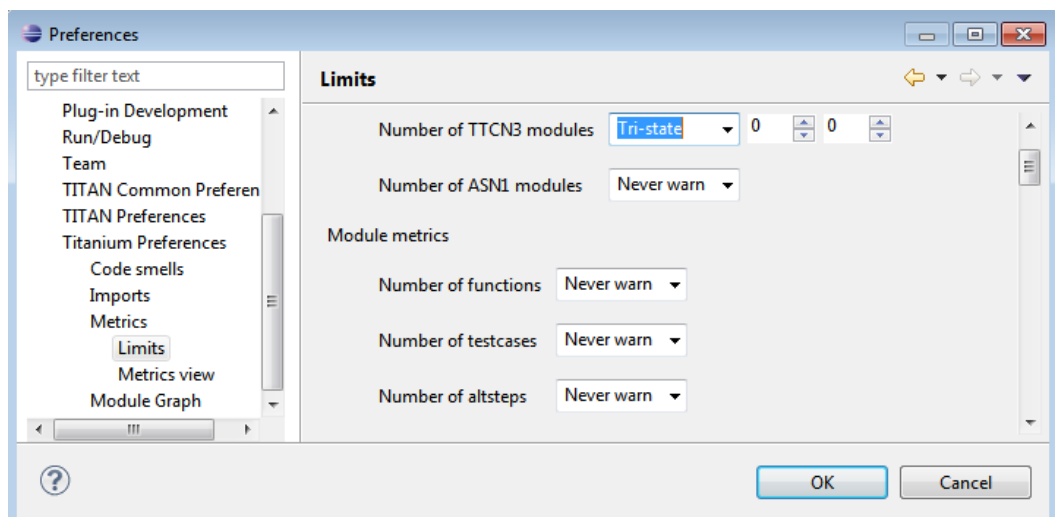 Preferences
type filter text
Plug-in Development
Run/Debug
Team
TITAN Common Preferen
TITAN Preferences
Titanium Preferences
Code smells
Imports
Metrics
Limits
Metrics view
Module Graph
Limits
Number of TTCN3 modules Tri-state 0 0
Number of ASN1 modules Never warn
Module metrics
Number of functions Never warn
Number of testcases Never warn
Number of altsteps Never warn
?
OK Cancel